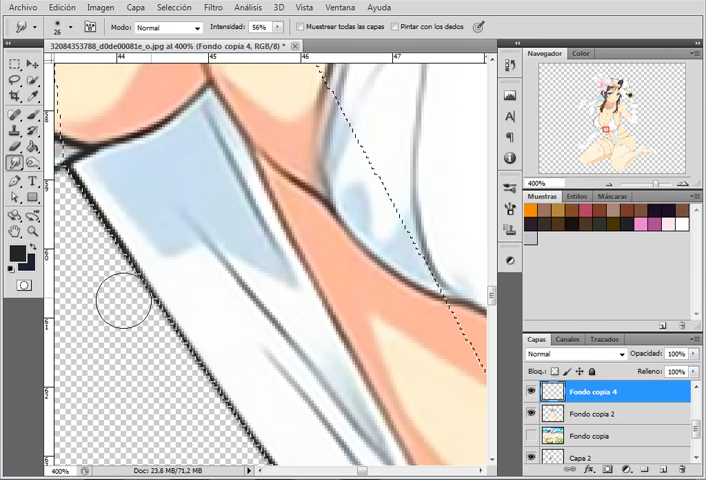 Archivo Edición Imagen Capa Selección Filtro Análisis 3D Vista Ventana Ayuda
26 Modo: Normal Intensidad: 56% Muestrear todas las capas Pintar con los dedos
32084353788_d0de00081e_o.jpg al 400% (Fondo copia 4, RGB/8) *
44 45 46 47
Navegador Color
400%
Muestras Estilos Máscaras
Capas Canales Trazados
Normal Opacidad: 100%
Bloq.: Relleno: 100%
Fondo copia 4
Fondo copia 2
Fondo copia
Capa 2
400% Doc: 23,8 MB/71,2 MB